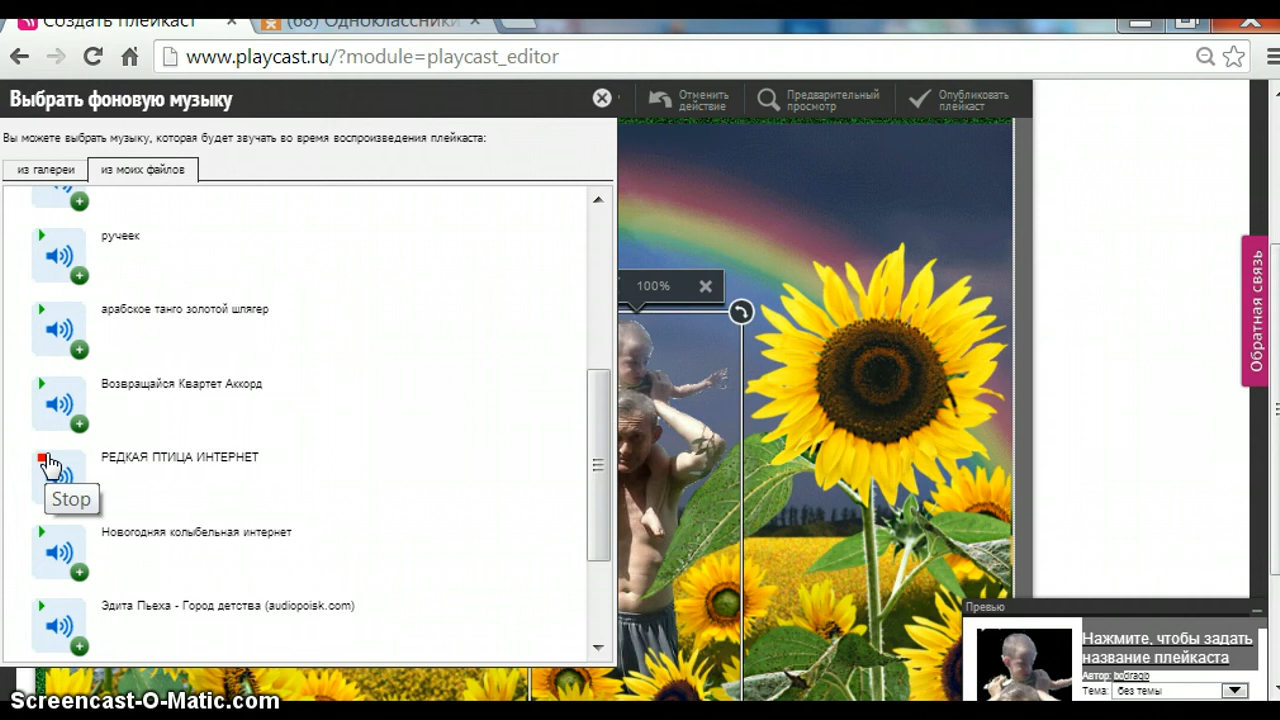 Создать плейкаст
(68) Одноклассники
www.playcast.ru/?module=playcast_editor
Выбрать фоновую музыку
Отменить действие
Предварительный просмотр
Опубликовать плейкаст
Вы можете выбрать музыку, которая будет звучать во время воспроизведения плейкаста:
из галереи
из моих файлов
ручеек
арабское танго золотой шлягер
Возвращайся Квартет Аккорд
РЕДКАЯ ПТИЦА ИНТЕРНЕТ
Stop
Новогодняя колыбельная интернет
Эдита Пьеха - Город детства (audiopoisk.com)
100%
Обратная связь
Превью
Нажмите, чтобы задать
название плейкаста
Автор:
Тема: без темы
Screencast-O-Matic.com